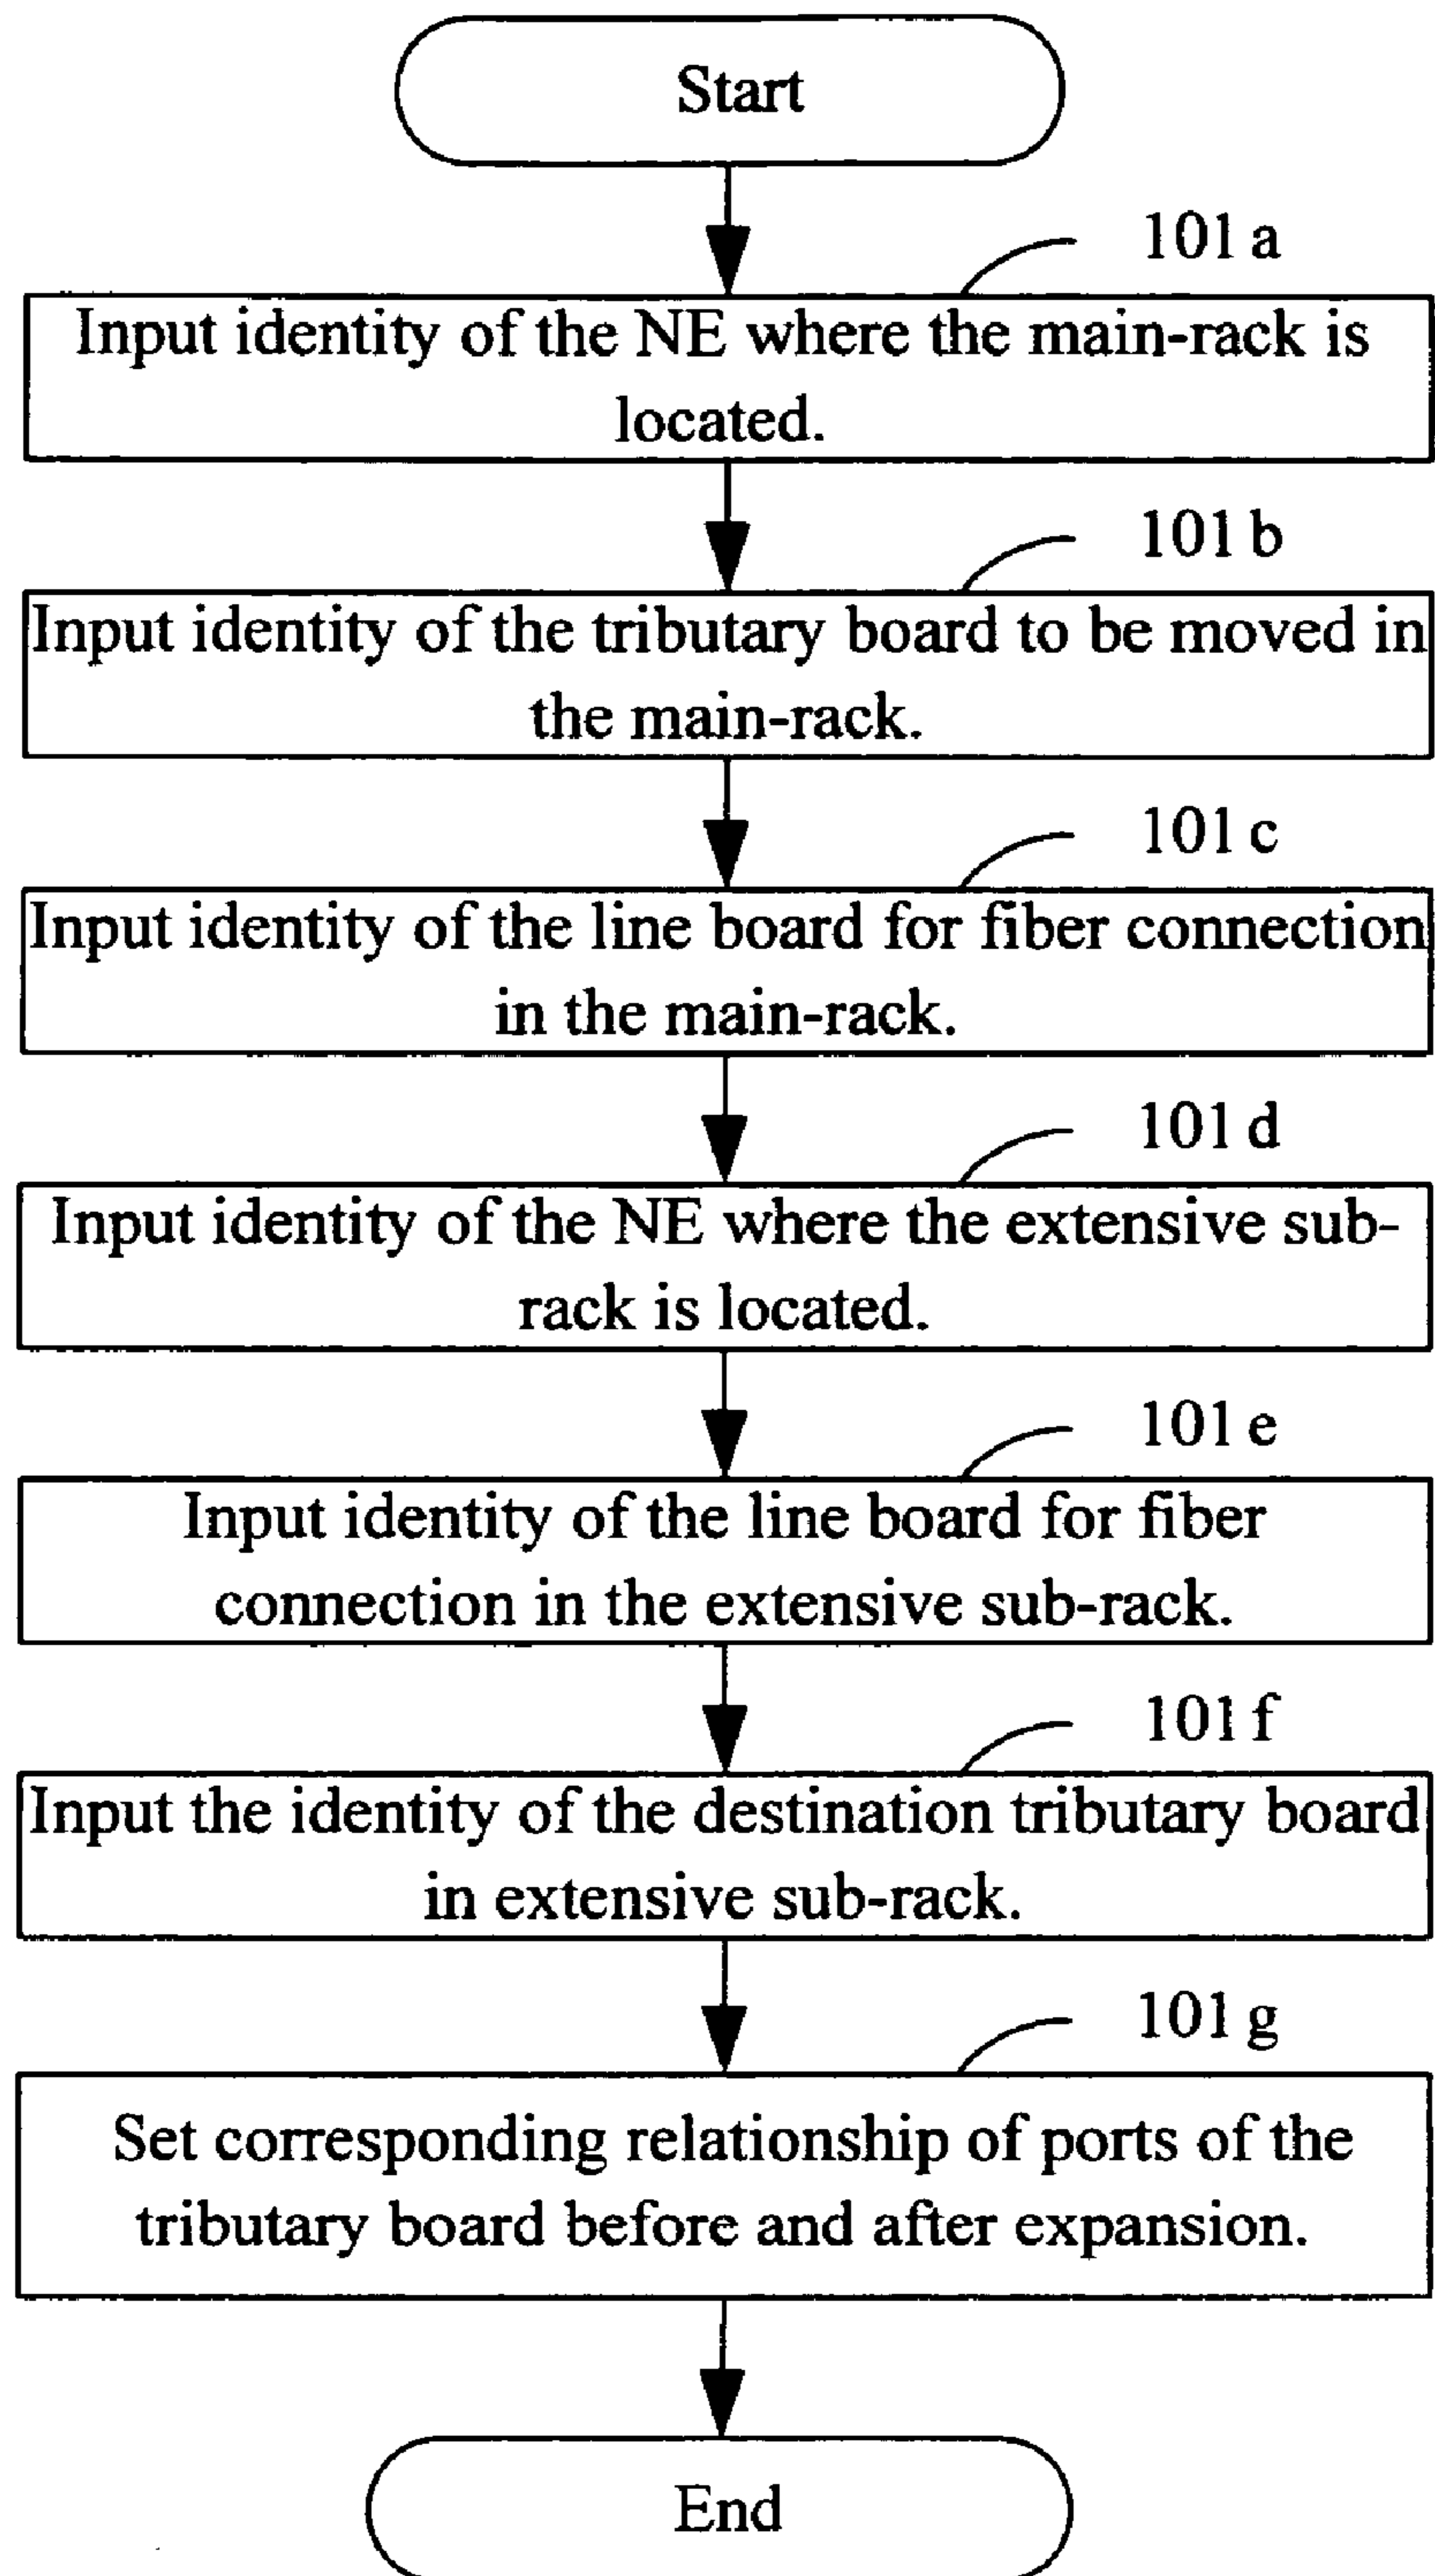 Start
101 a
Input identity of the NE where the main-rack is
located.
101 b
Input identity of the tributary board to be moved in
the main-rack.
101 c
Input identity of the line board for fiber connection
in the main-rack.
101 d
Input identity of the NE where the extensive sub-
rack is located.
101 e
Input identity of the line board for fiber
connection in the extensive sub-rack.
101 f
Input the identity of the destination tributary board
in extensive sub-rack.
101 g
Set corresponding relationship of ports of the
tributary board before and after expansion.
End